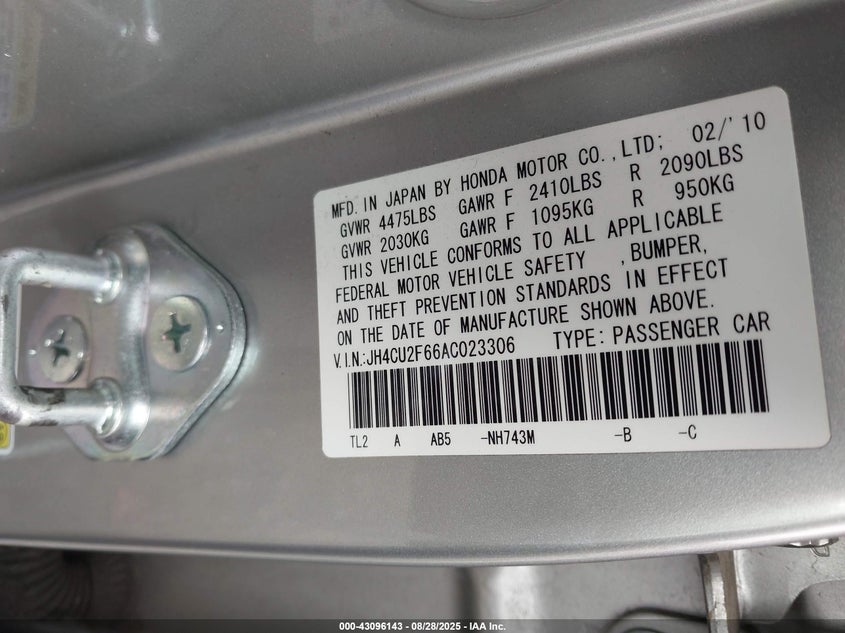 MFD. IN JAPAN BY HONDA MOTOR CO., LTD; 02/'10
GVWR 4475LBS GAWR F 2410LBS R 2090LBS
GVWR 2030KG GAWR F 1095KG R 950KG
THIS VEHICLE CONFORMS TO ALL APPLICABLE
FEDERAL MOTOR VEHICLE SAFETY , BUMPER,
AND THEFT PREVENTION STANDARDS IN EFFECT
ON THE DATE OF MANUFACTURE SHOWN ABOVE.
V.I.N:JH4CU2F66AC023306 TYPE: PASSENGER CAR
TL2 A AB5 -NH743M -B -C
000-43096143 - 08/28/2025 - IAA Inc.